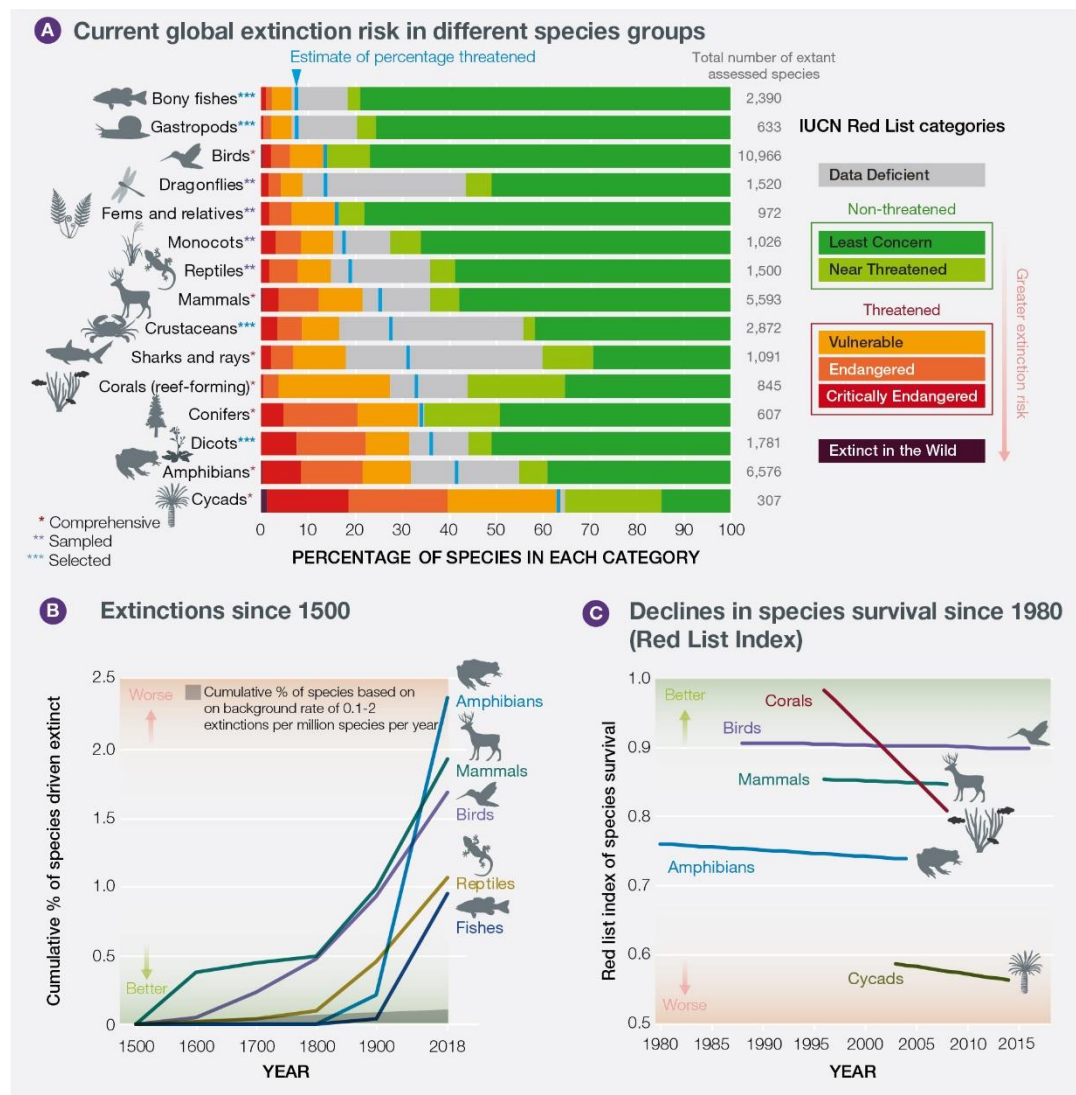 A Current global extinction risk in different species groups
Estimate of percentage threatened
Total number of extant
assessed species
Bony fishes*** 2,390
Gastropods*** 633
Birds* 10,966
Dragonflies** 1,520
Ferns and relatives** 972
Monocots** 1,026
Reptiles** 1,500
Mammals* 5,593
Crustaceans*** 2,872
Sharks and rays* 1,091
Corals (reef-forming)* 845
Conifers* 607
Dicots*** 1,781
Amphibians* 6,576
Cycads* 307
0 10 20 30 40 50 60 70 80 90 100
PERCENTAGE OF SPECIES IN EACH CATEGORY
* Comprehensive
** Sampled
*** Selected
IUCN Red List categories
Data Deficient
Non-threatened
Least Concern
Near Threatened
Threatened
Vulnerable
Endangered
Critically Endangered
Extinct in the Wild
Greater extinction risk
B Extinctions since 1500
Cumulative % of species driven extinct
2.5
2.0
1.5
1.0
0.5
0
Worse
Cumulative % of species based on
on background rate of 0.1-2
extinctions per million species per year
Better
Amphibians
Mammals
Birds
Reptiles
Fishes
1500 1600 1700 1800 1900 2018
YEAR
C Declines in species survival since 1980
(Red List Index)
Red list index of species survival
1.0
0.9
0.8
0.7
0.6
0.5
Better
Corals
Birds
Mammals
Amphibians
Cycads
Worse
1980 1985 1990 1995 2000 2005 2010 2015
YEAR